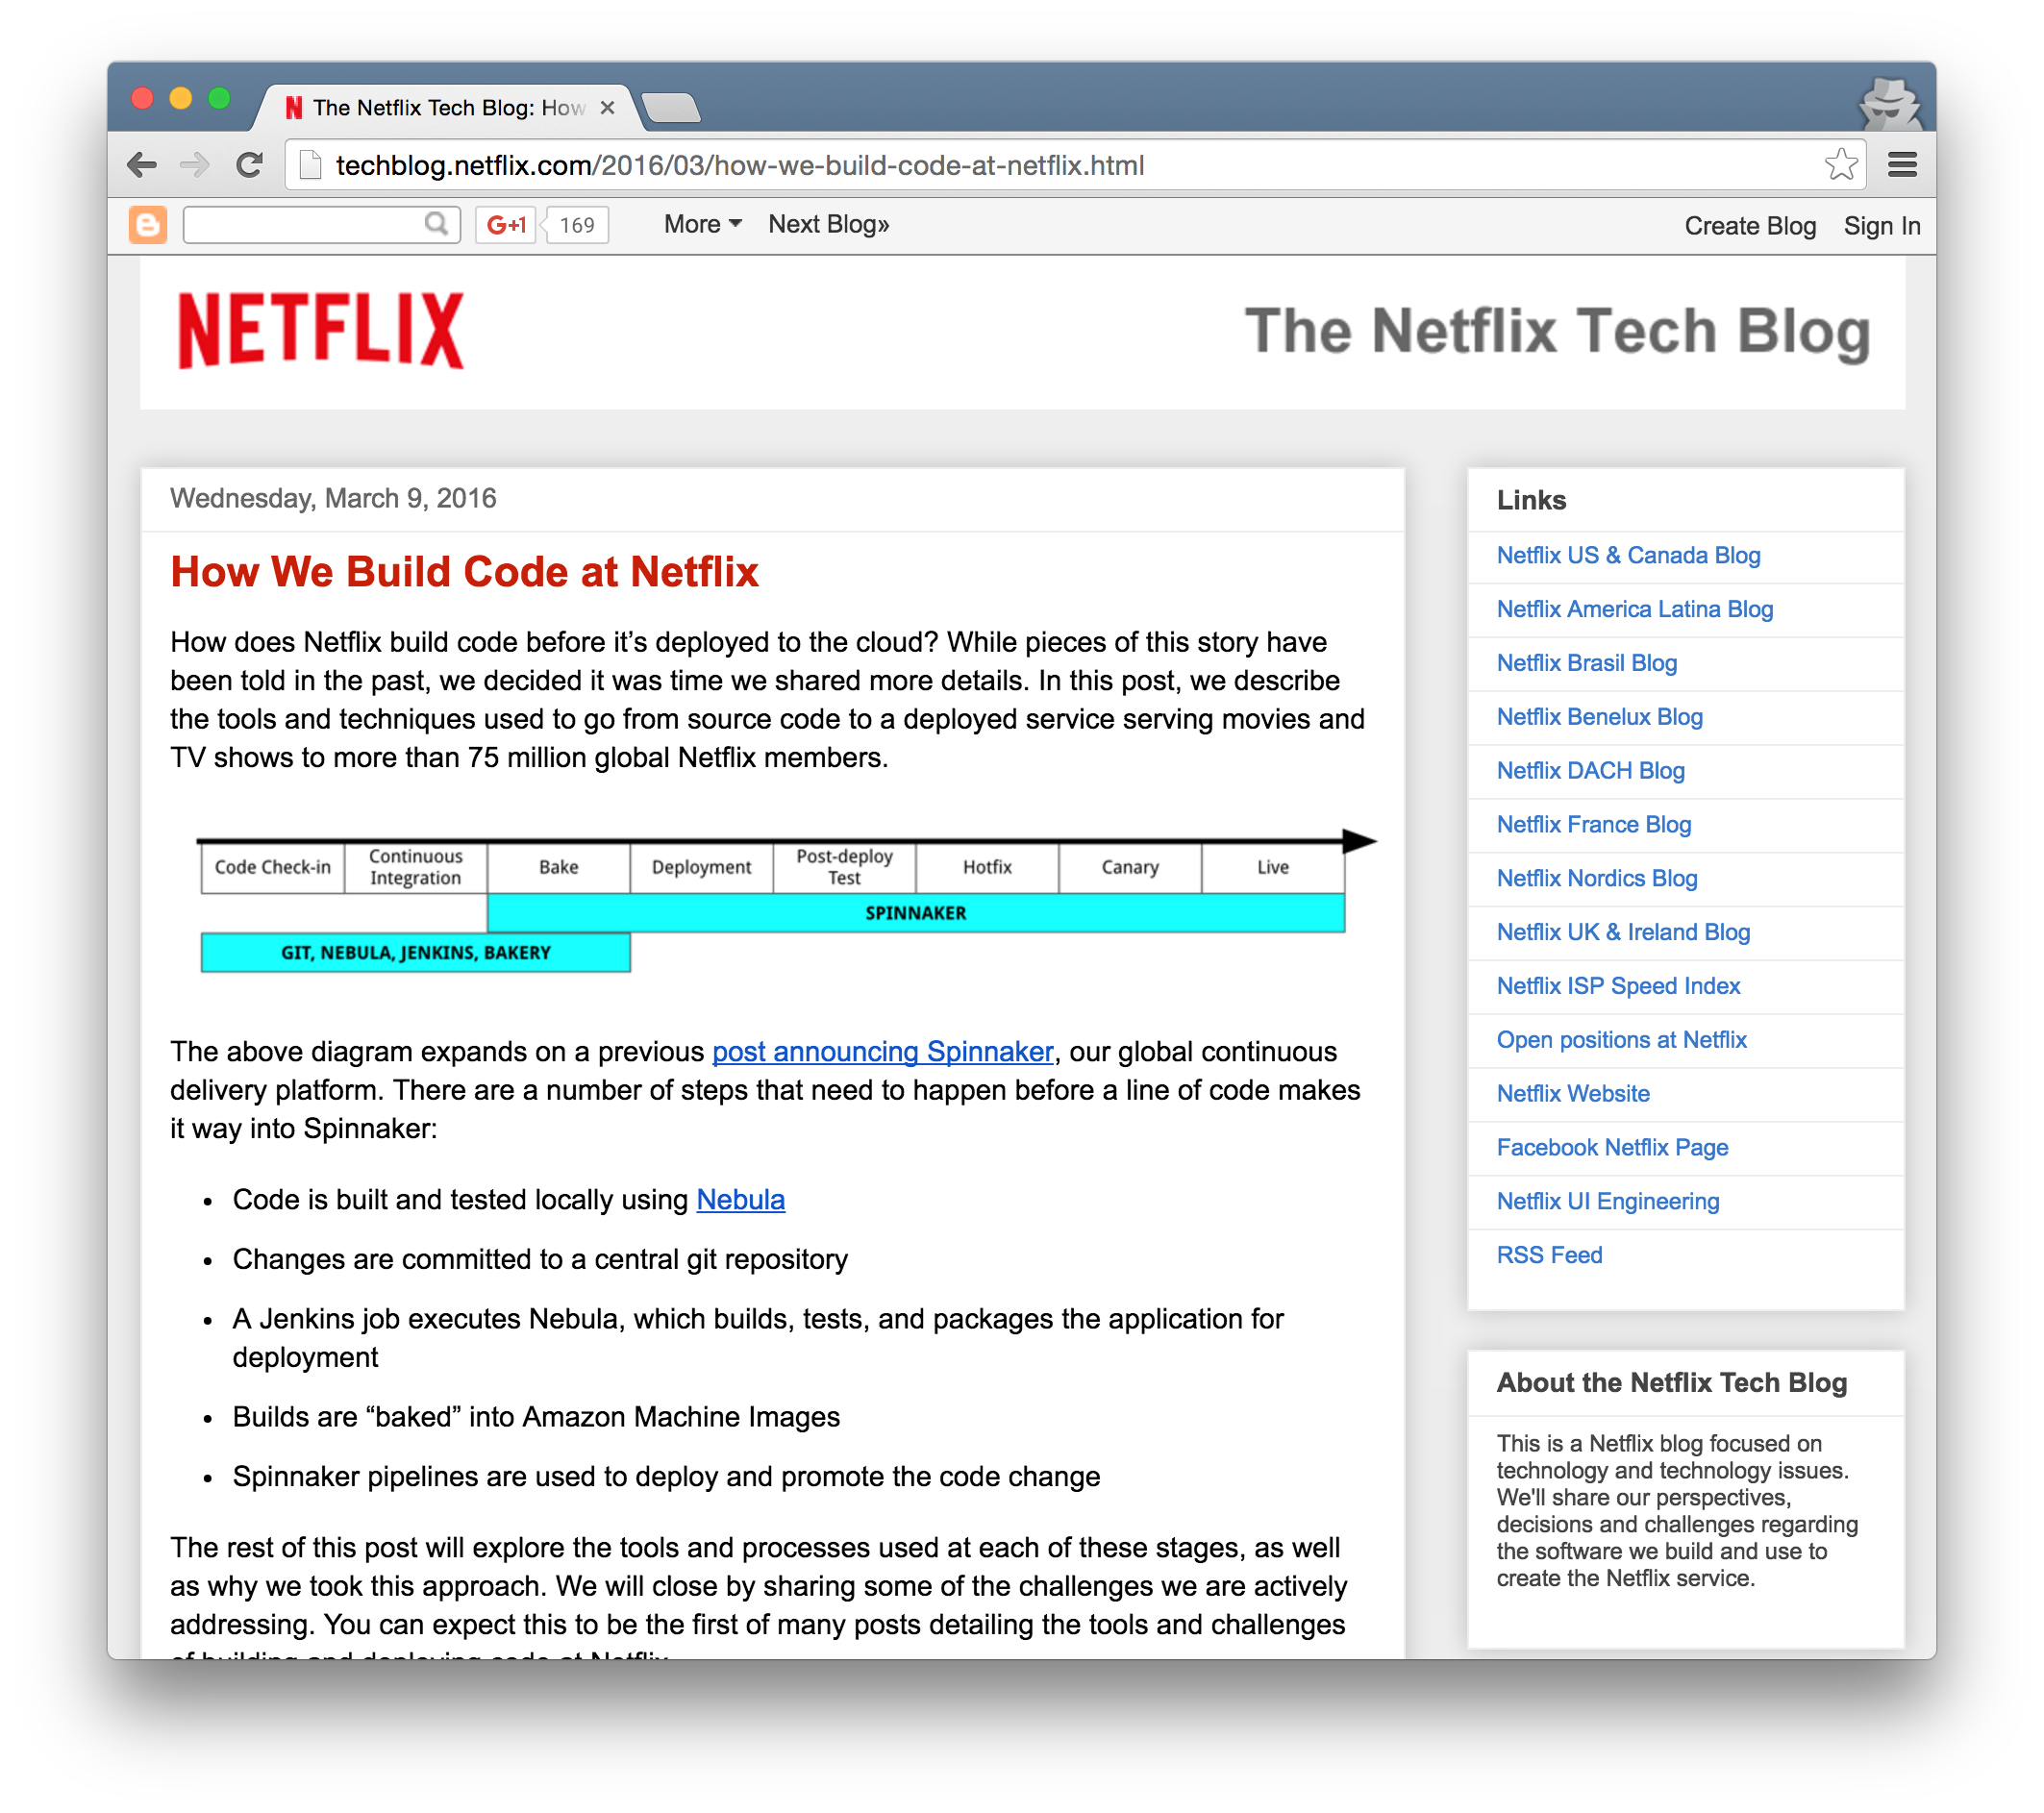 The Netflix Tech Blog: How
techblog.netflix.com/2016/03/how-we-build-code-at-netflix.html
G+1 169 More Next Blog» Create Blog Sign In
NETFLIX
The Netflix Tech Blog
Wednesday, March 9, 2016
How We Build Code at Netflix
How does Netflix build code before it’s deployed to the cloud? While pieces of this story have
been told in the past, we decided it was time we shared more details. In this post, we describe
the tools and techniques used to go from source code to a deployed service serving movies and
TV shows to more than 75 million global Netflix members.
Code Check-in
Continuous
Integration
Bake
Deployment
Post-deploy
Test
Hotfix
Canary
Live
SPINNAKER
GIT, NEBULA, JENKINS, BAKERY
The above diagram expands on a previous post announcing Spinnaker, our global continuous
delivery platform. There are a number of steps that need to happen before a line of code makes
it way into Spinnaker:
• Code is built and tested locally using Nebula
• Changes are committed to a central git repository
• A Jenkins job executes Nebula, which builds, tests, and packages the application for
deployment
• Builds are “baked” into Amazon Machine Images
• Spinnaker pipelines are used to deploy and promote the code change
The rest of this post will explore the tools and processes used at each of these stages, as well
as why we took this approach. We will close by sharing some of the challenges we are actively
addressing. You can expect this to be the first of many posts detailing the tools and challenges
of building and deploying code at Netflix.
Links
Netflix US & Canada Blog
Netflix America Latina Blog
Netflix Brasil Blog
Netflix Benelux Blog
Netflix DACH Blog
Netflix France Blog
Netflix Nordics Blog
Netflix UK & Ireland Blog
Netflix ISP Speed Index
Open positions at Netflix
Netflix Website
Facebook Netflix Page
Netflix UI Engineering
RSS Feed
About the Netflix Tech Blog
This is a Netflix blog focused on
technology and technology issues.
We'll share our perspectives,
decisions and challenges regarding
the software we build and use to
create the Netflix service.